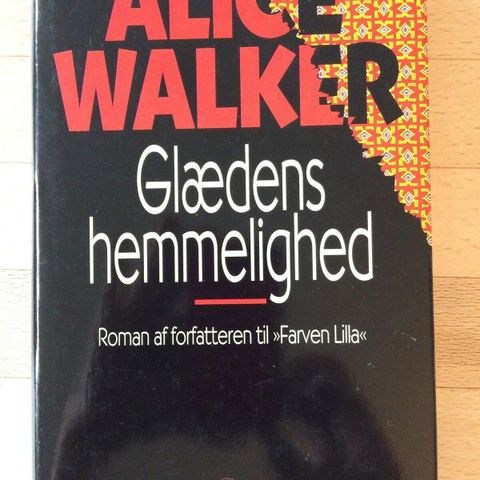 ALICE
WALKER
Glædens
hemmelighed
Roman af forfatteren til »Farven Lilla«